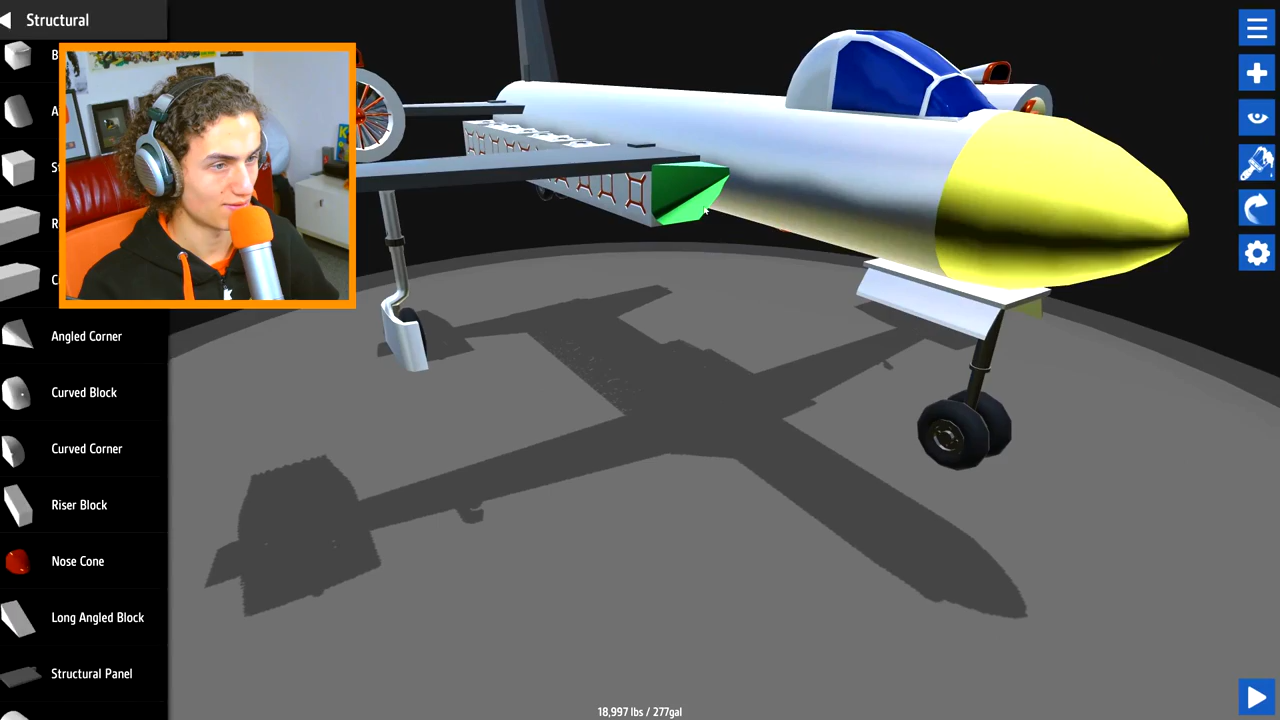 Structural
B
A
S
R
C
Angled Corner
Curved Block
Curved Corner
Riser Block
Nose Cone
Long Angled Block
Structural Panel
18,997 lbs / 277gal